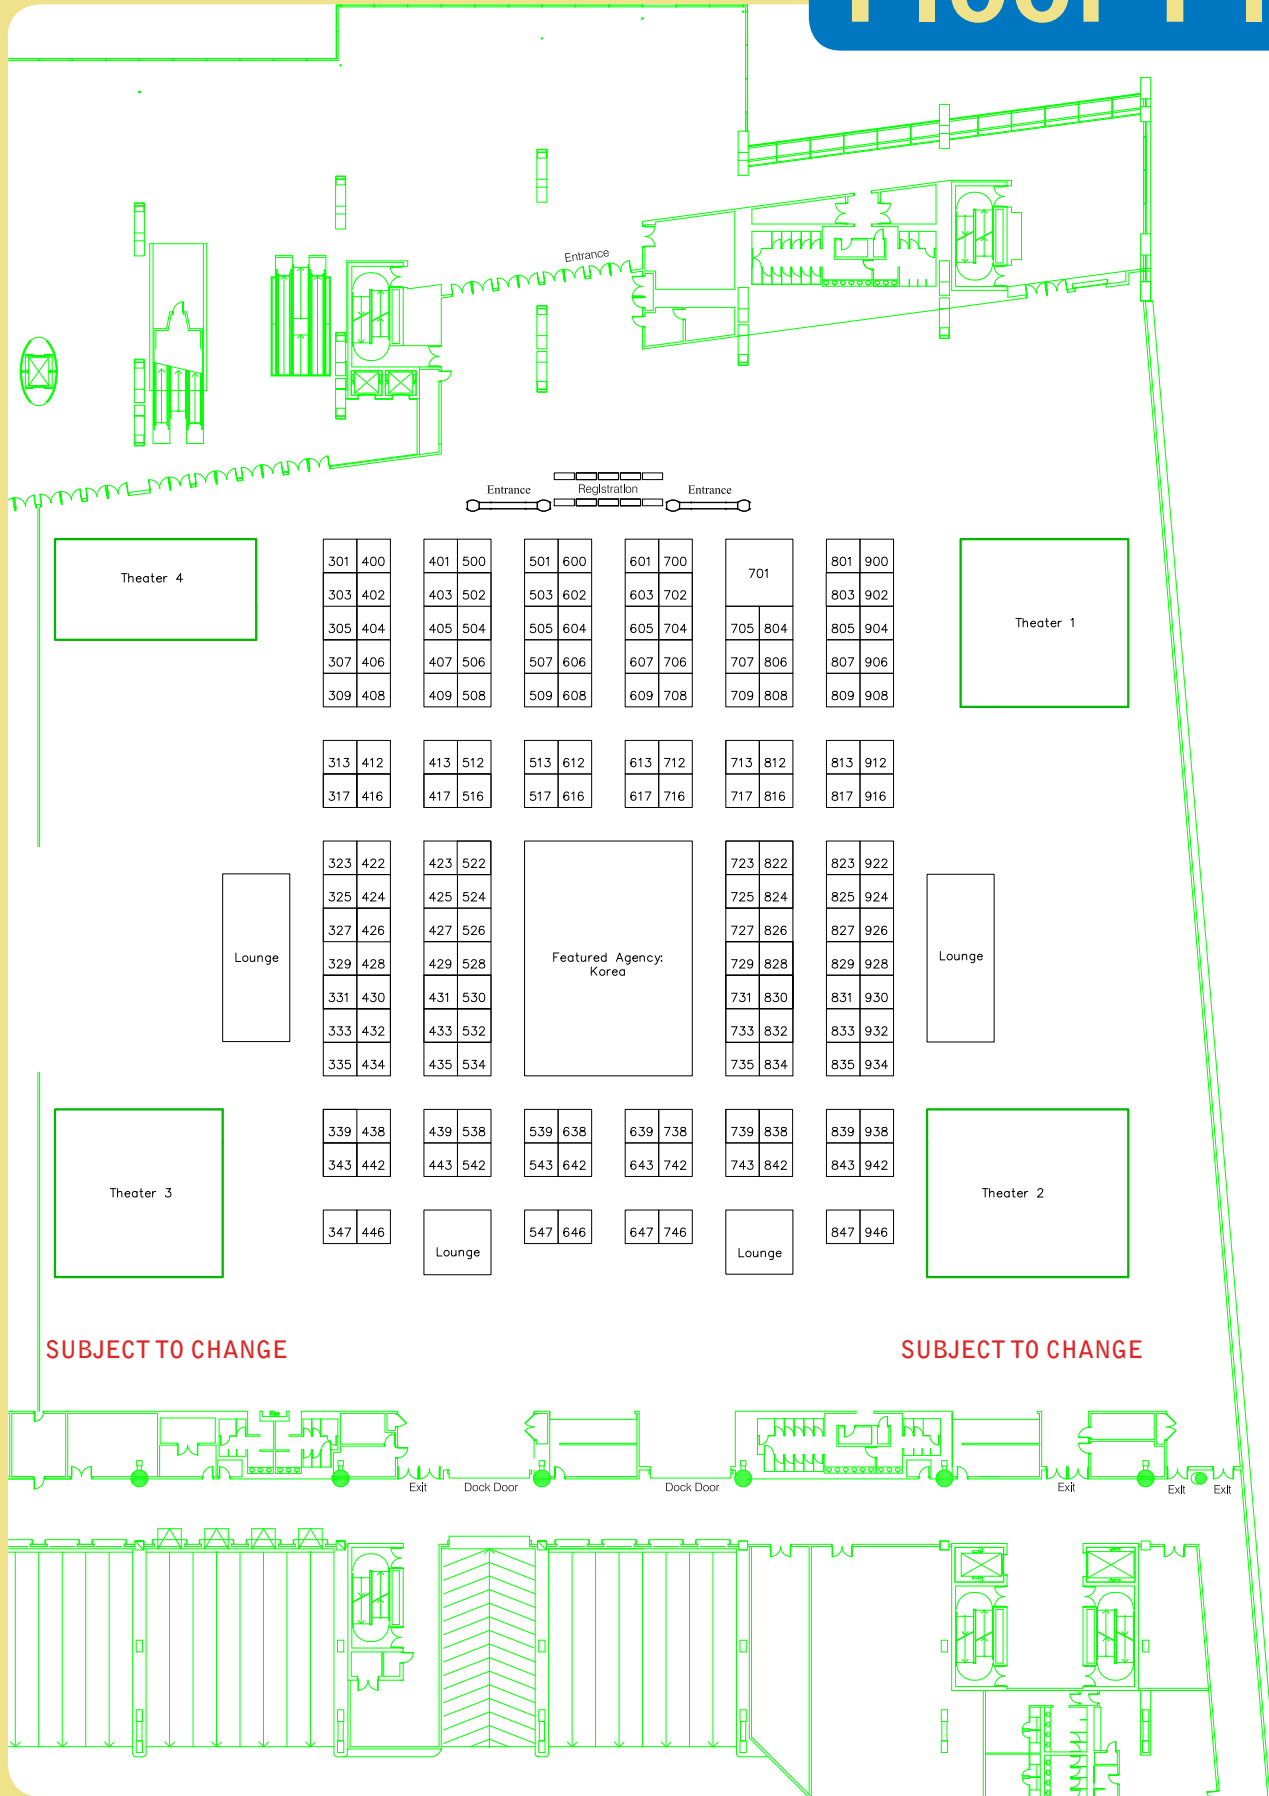 Floor Pl
Entrance
Entrance Registration Entrance
Theater 4
Theater 1
301 400 401 500 501 600 601 700 701 801 900
303 402 403 502 503 602 603 702 803 902
305 404 405 504 505 604 605 704 705 804 805 904
307 406 407 506 507 606 607 706 707 806 807 906
309 408 409 508 509 608 609 708 709 808 809 908
313 412 413 512 513 612 613 712 713 812 813 912
317 416 417 516 517 616 617 716 717 816 817 916
323 422 423 522 723 822 823 922
325 424 425 524 725 824 825 924
327 426 427 526 727 826 827 926
Lounge
329 428 429 528 729 828 829 928
Featured Agency:
Korea
Lounge
331 430 431 530 731 830 831 930
333 432 433 532 733 832 833 932
335 434 435 534 735 834 835 934
339 438 439 538 539 638 639 738 739 838 839 938
343 442 443 542 543 642 643 742 743 842 843 942
Theater 3
Theater 2
347 446 547 646 647 746 847 946
Lounge
Lounge
SUBJECT TO CHANGE
SUBJECT TO CHANGE
Exit Dock Door Dock Door Exit Exit Exit